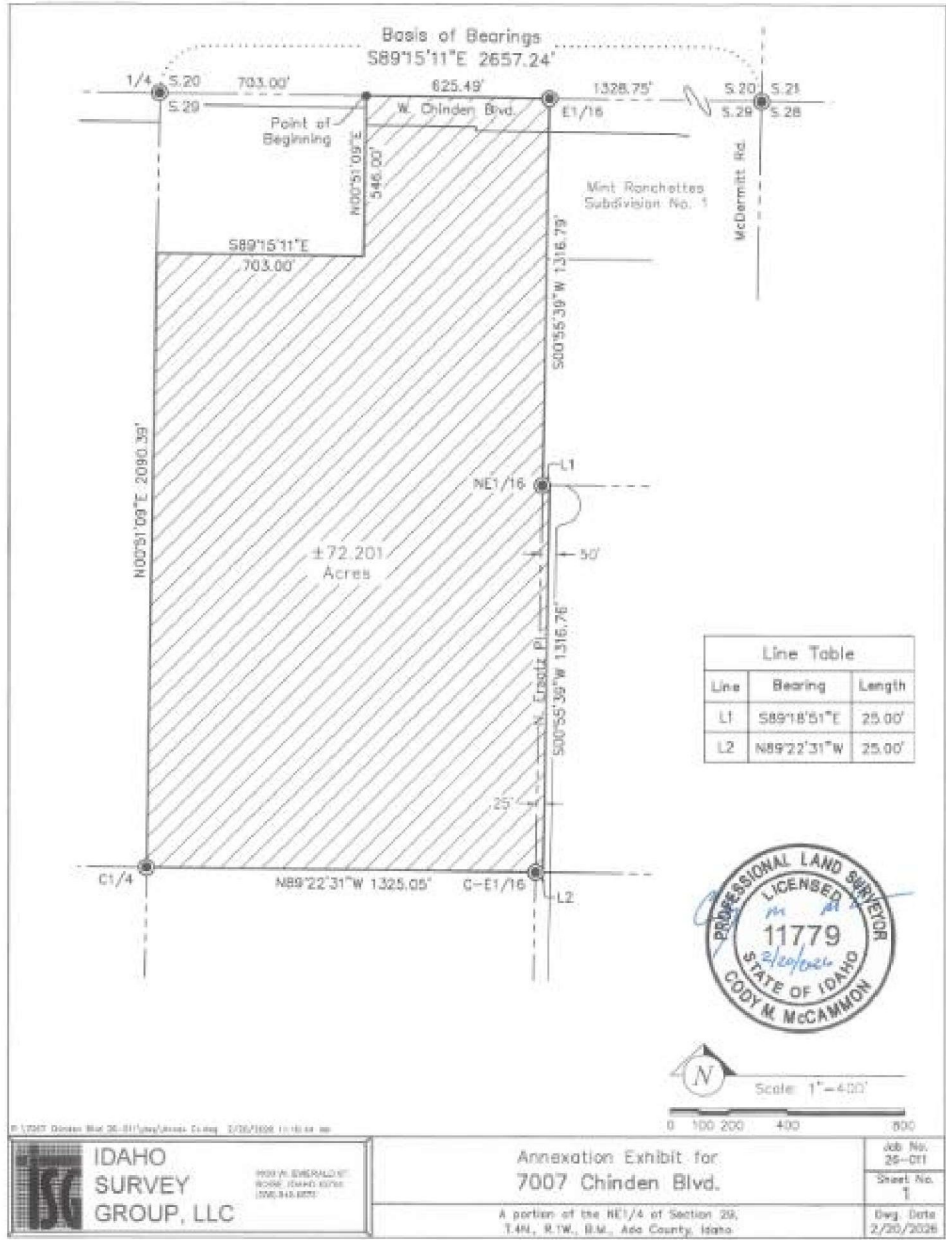 Basis of Bearings
S89°15'11"E 2657.24'
1/4
S.20
S.29
703.00'
625.49'
1328.75'
S.20
S.21
S.29
S.28
W. Chinden Blvd.
E1/16
Point of
Beginning
N00°51'09"E
546.00'
Mint Ranchettes
Subdivision No. 1
McDermitt Rd.
S89°15'11"E
703.00'
S00°55'39"W 1316.79'
N00°51'09"E 2090.39'
NE1/16
L1
50'
±72.201
Acres
S00°55'39"W 1316.76'
25'
C1/4
N89°22'31"W 1325.05'
C-E1/16
L2
Line Table
Line Bearing Length
L1 S89°18'51"E 25.00'
L2 N89°22'31"W 25.00'
PROFESSIONAL LAND SURVEYOR
LICENSED
11779
2/20/2026
STATE OF IDAHO
CODY M. McCAMMON
N
Scale: 1"=400'
0 100 200 400 800
ISG
IDAHO
SURVEY
GROUP, LLC
Annexation Exhibit for
7007 Chinden Blvd.
A portion of the NE1/4 of Section 29,
T.4N., R.1W., B.M., Ada County, Idaho
Job No.
26-011
Sheet No.
1
Dwg. Date
2/20/2026